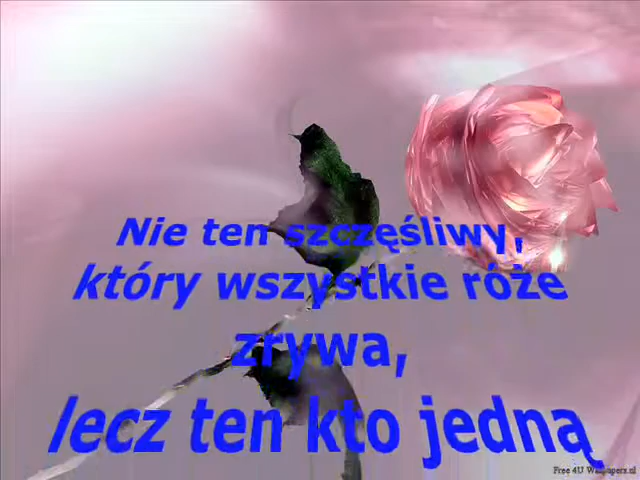 Nie ten szczęśliwy,
który wszystkie róże
zrywa,
lecz ten kto jedną
Free 4U Wallpapers.nl